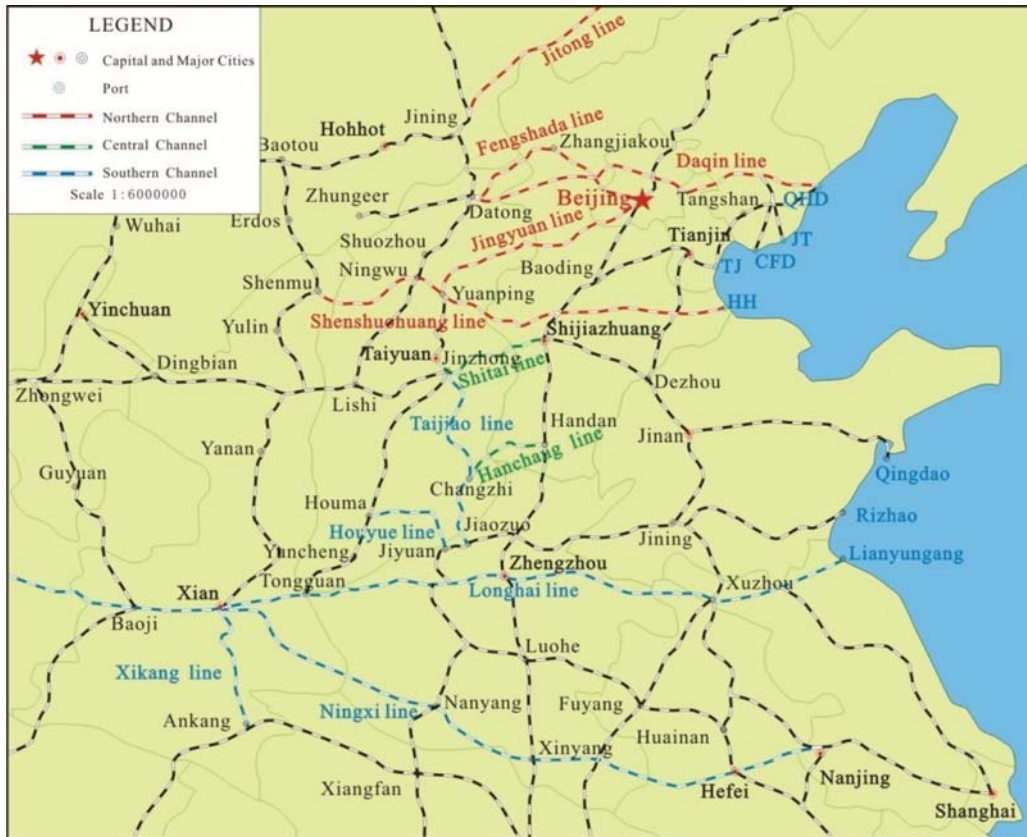 LEGEND
Capital and Major Cities
Port
Northern Channel
Central Channel
Southern Channel
Scale 1:6000000
Jitong line
Jining
Hohhot
Fengshada line
Zhangjiakou
Baotou
Daqin line
Zhungeer
Beijing
Tangshan
QHD
Datong
Wuhai
Erdos
Jingyuan line
Shuozhou
Tianjin
JT
CFD
TJ
Ningwu
Baoding
Shenmu
Yuanping
HH
Yinchuan
Shenshuohuang line
Yulin
Shijiazhuang
Taiyuan
Jinzhong
Shitai line
Dingbian
Dezhou
Zhongwei
Lishi
Taijiao line
Handan
Jinan
Yanan
Hanchang line
Guyuan
Qingdao
Changzhi
Houma
Rizhao
Houyue line
Jiaozuo
Jining
Jiyuan
Lianyungang
Yuncheng
Zhengzhou
Tongguan
Xuzhou
Xian
Longhai line
Baoji
Luohe
Xikang line
Nanyang
Fuyang
Ningxi line
Ankang
Huainan
Xinyang
Xiangfan
Hefei
Nanjing
Shanghai